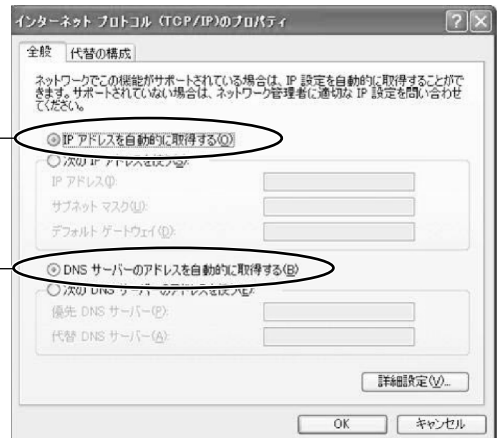 インターネット プロトコル (TCP/IP)のプロパティ
全般 代替の構成
ネットワークでこの機能がサポートされている場合は、IP 設定を自動的に取得することがで
きます。サポートされていない場合は、ネットワーク管理者に適切な IP 設定を問い合わせ
てください。
IP アドレスを自動的に取得する(O)
次の IP アドレスを使う(S):
IP アドレス(I):
サブネット マスク(U):
デフォルト ゲートウェイ(D):
DNS サーバーのアドレスを自動的に取得する(B)
次の DNS サーバーのアドレスを使う(E):
優先 DNS サーバー(P):
代替 DNS サーバー(A):
詳細設定(V)...
OK キャンセル